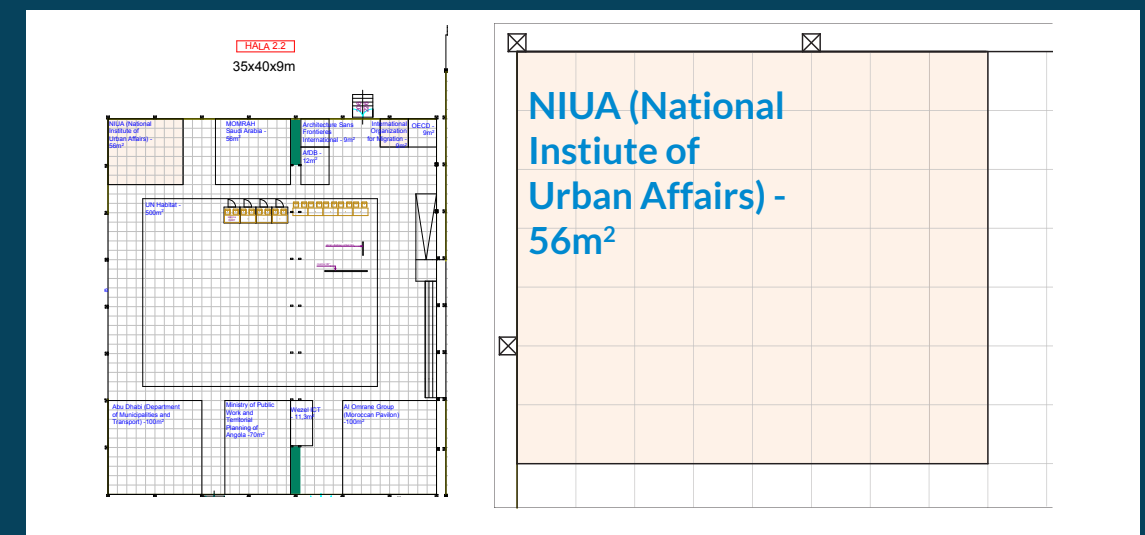 HALA 2.2
35x40x9m
NIUA (National
Institute of
Urban Affairs) -
56m²
MOMRAH
Saudi Arabia -
56m²
Architecture Sans
Frontieres
International - 9m²
AfDB -
12m²
International
Organization
for Migration -
9m²
OECD -
9m²
UN Habitat -
500m²
Abu Dhabi (Department
of Municipalities and
Transport) -100m²
Ministry of Public
Work and
Territorial
Planning of
Angola -70m²
Wezel ICT
- 11,3m²
Al Omrane Group
(Moroccan Pavilon)
-100m²
NIUA (National
Instiute of
Urban Affairs) -
56m²